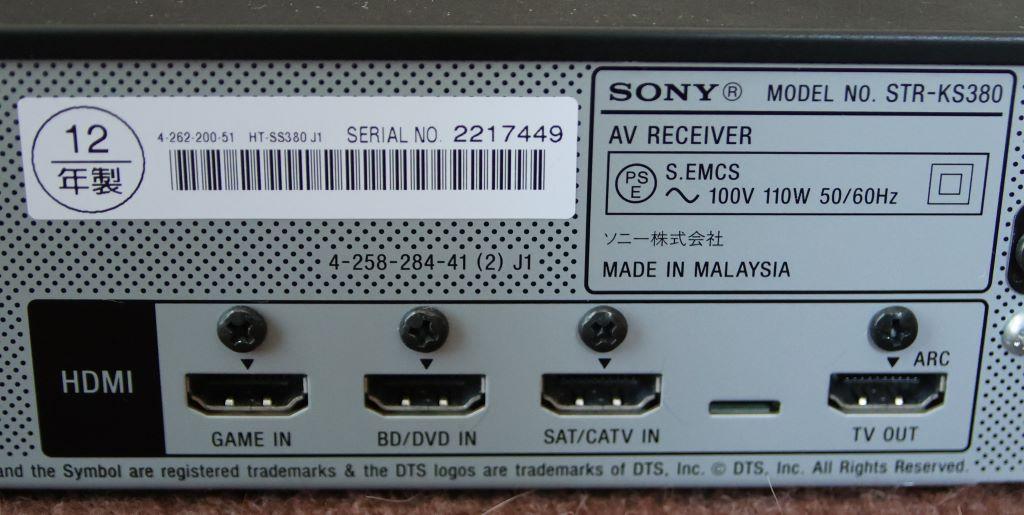 12
年製
4-262-200-51 HT-SS380 J1 SERIAL NO. 2217449
4-258-284-41 (2) J1
SONY® MODEL NO. STR-KS380
AV RECEIVER
PSE S.EMCS
〜 100V 110W 50/60Hz
ソニー株式会社
MADE IN MALAYSIA
HDMI
ARC
GAME IN
BD/DVD IN
SAT/CATV IN
TV OUT
and the Symbol are registered trademarks & the DTS logos are trademarks of DTS, Inc. © DTS, Inc. All Rights Reserved.